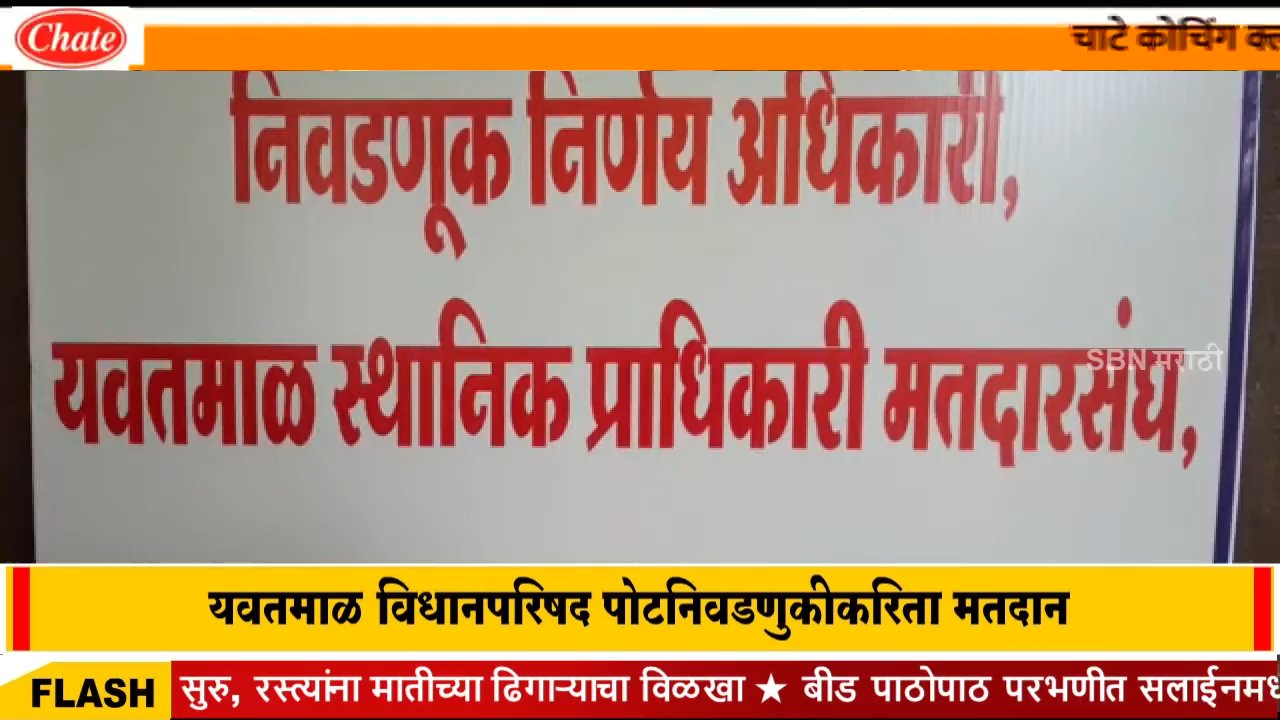 Chate
चाटे कोचिंग
निवडणूक निर्णय अधिकारी,
यवतमाळ स्थानिक प्राधिकारी मतदारसंघ,
SBN मराठी
यवतमाळ विधानपरिषद पोटनिवडणुकीकरिता मतदान
FLASH सुरु, रस्त्यांना मातीच्या ढिगाऱ्याचा विळखा ★ बीड पाठोपाठ परभणीत सलाईनमध